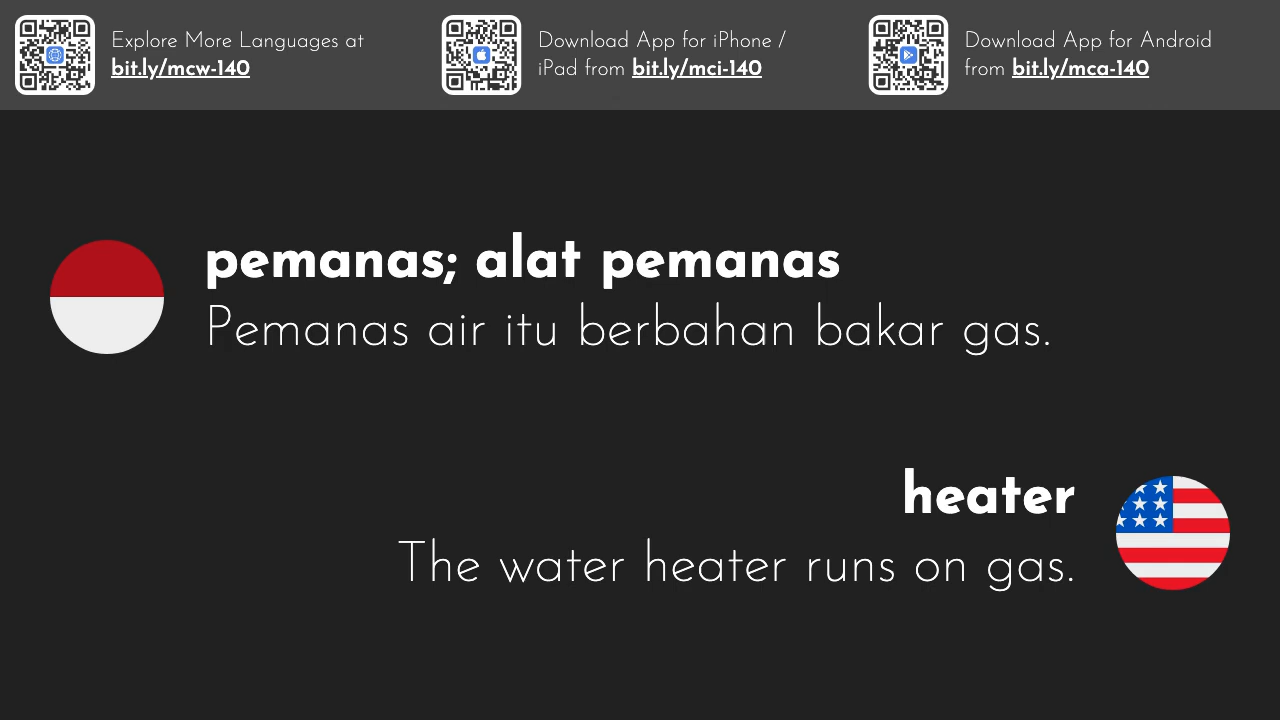 Explore More Languages at
bit.ly/mcw-140
Download App for iPhone /
iPad from bit.ly/mci-140
Download App for Android
from bit.ly/mca-140
pemanas; alat pemanas
Pemanas air itu berbahan bakar gas.
heater
The water heater runs on gas.